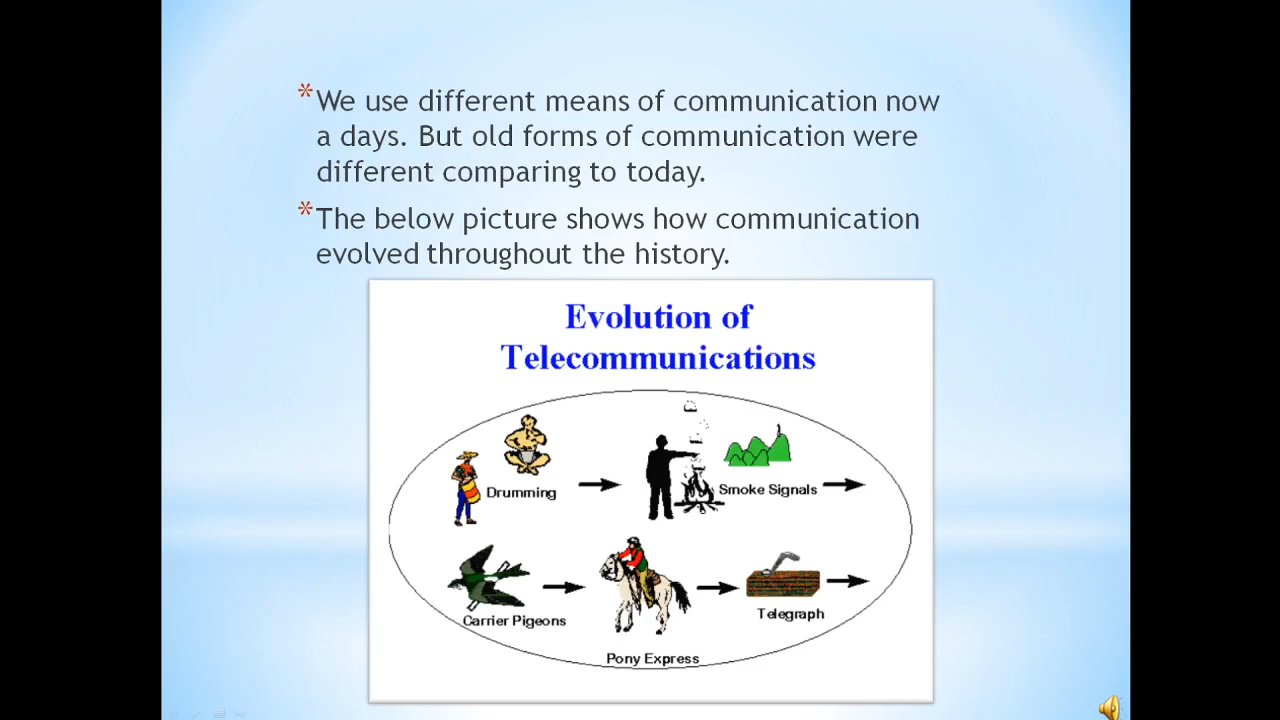 * We use different means of communication now
a days. But old forms of communication were
different comparing to today.
* The below picture shows how communication
evolved throughout the history.
Evolution of
Telecommunications
Drumming
Smoke Signals
Carrier Pigeons
Pony Express
Telegraph